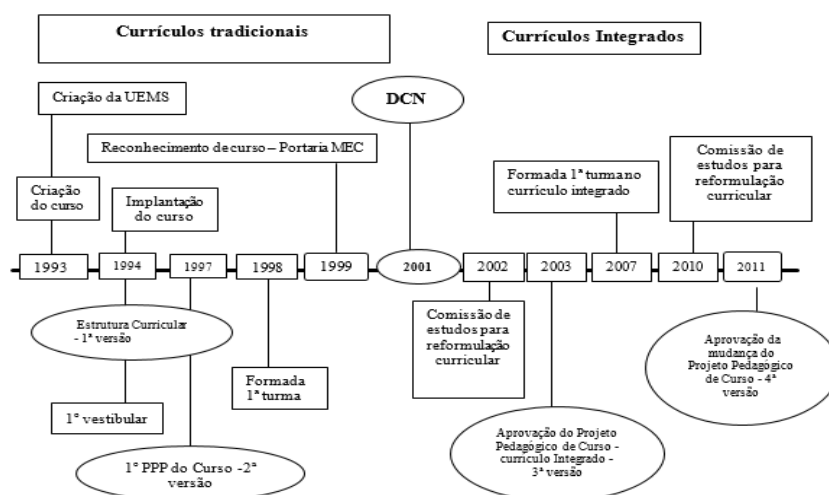 Currículos tradicionais
Currículos Integrados
Criação da UEMS
DCN
Reconhecimento de curso – Portaria MEC
Comissão de
estudos para
reformulação
curricular
Formada 1ª turma no
currículo integrado
Criação
do curso
Implantação
do curso
1993
1994
1997
1998
1999
2001
2002
2003
2007
2010
2011
Estrutura Curricular
- 1ª versão
Comissão de
estudos para
reformulação
curricular
Aprovação da
mudança do
Projeto Pedagógico
de Curso - 4ª
versão
Formada
1ª turma
1º vestibular
Aprovação do Projeto
Pedagógico de Curso -
currículo Integrado -
3ª versão
1º PPP do Curso -2ª
versão